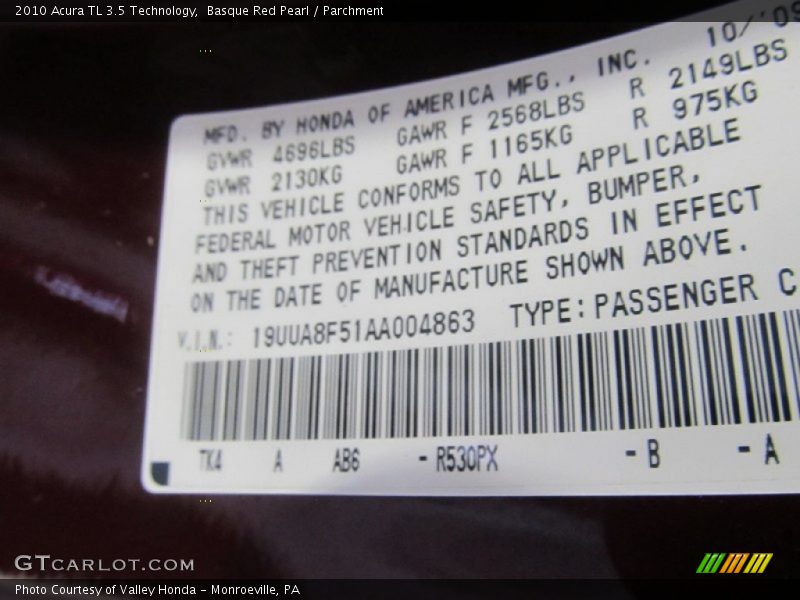 2010 Acura TL 3.5 Technology, Basque Red Pearl / Parchment
MFD. BY HONDA OF AMERICA MFG., INC. 10/'09
GVWR 4696LBS GAWR F 2568LBS R 2149LBS
GVWR 2130KG GAWR F 1165KG R 975KG
THIS VEHICLE CONFORMS TO ALL APPLICABLE
FEDERAL MOTOR VEHICLE SAFETY, BUMPER,
AND THEFT PREVENTION STANDARDS IN EFFECT
ON THE DATE OF MANUFACTURE SHOWN ABOVE.
V.I.N.: 19UUA8F51AA004863 TYPE: PASSENGER C
TK4 A AB6 - R530PX - B - A
GTCARLOT.COM
Photo Courtesy of Valley Honda - Monroeville, PA